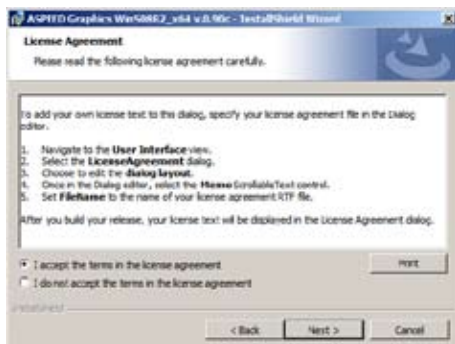 ASPEED Graphics WinS08R2_x64 v.0.90c - InstallShield Wizard
License Agreement
Please read the following license agreement carefully.
To add your own license text to this dialog, specify your license agreement file in the Dialog
editor.
1. Navigate to the User Interface view.
2. Select the LicenseAgreement dialog.
3. Choose to edit the dialog layout.
4. Once in the Dialog editor, select the Memo ScrollableText control.
5. Set FileName to the name of your license agreement RTF file.
After you build your release, your license text will be displayed in the License Agreement dialog.
I accept the terms in the license agreement
Print
I do not accept the terms in the license agreement
InstallShield
< Back
Next >
Cancel